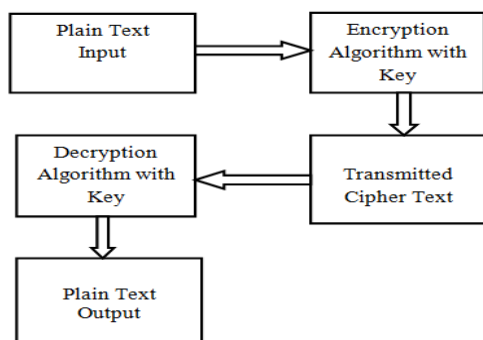 Plain Text
Input
Encryption
Algorithm with
Key
Transmitted
Cipher Text
Decryption
Algorithm with
Key
Plain Text
Output